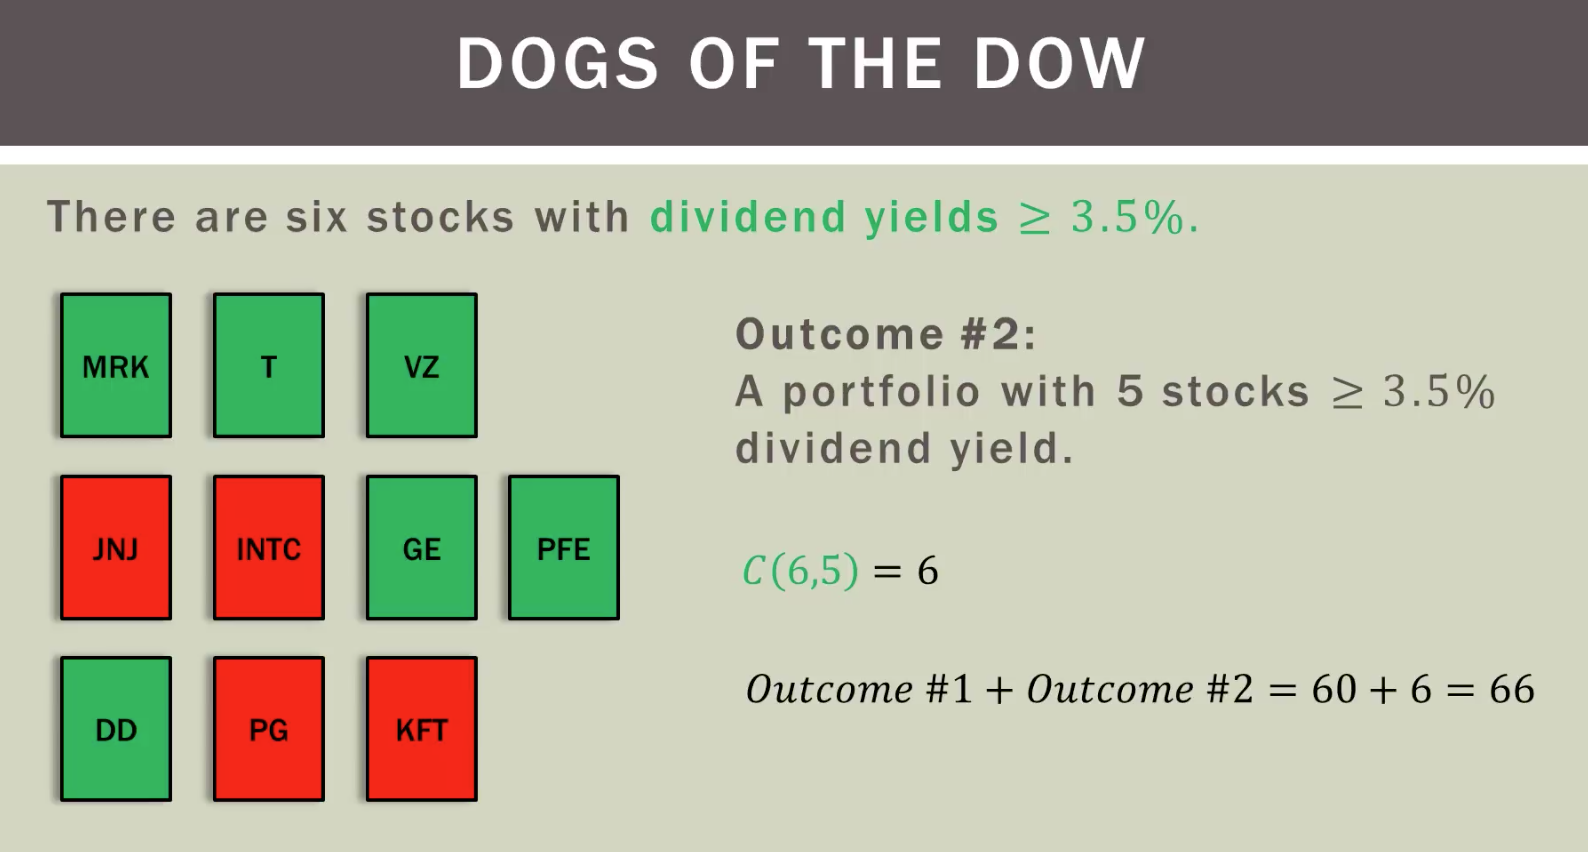 DOGS OF THE DOW
There are six stocks with dividend yields ≥ 3.5%.
MRK T VZ
JNJ INTC GE PFE
DD PG KFT
Outcome #2:
A portfolio with 5 stocks ≥ 3.5%
dividend yield.
C(6,5) = 6
Outcome #1 + Outcome #2 = 60 + 6 = 66